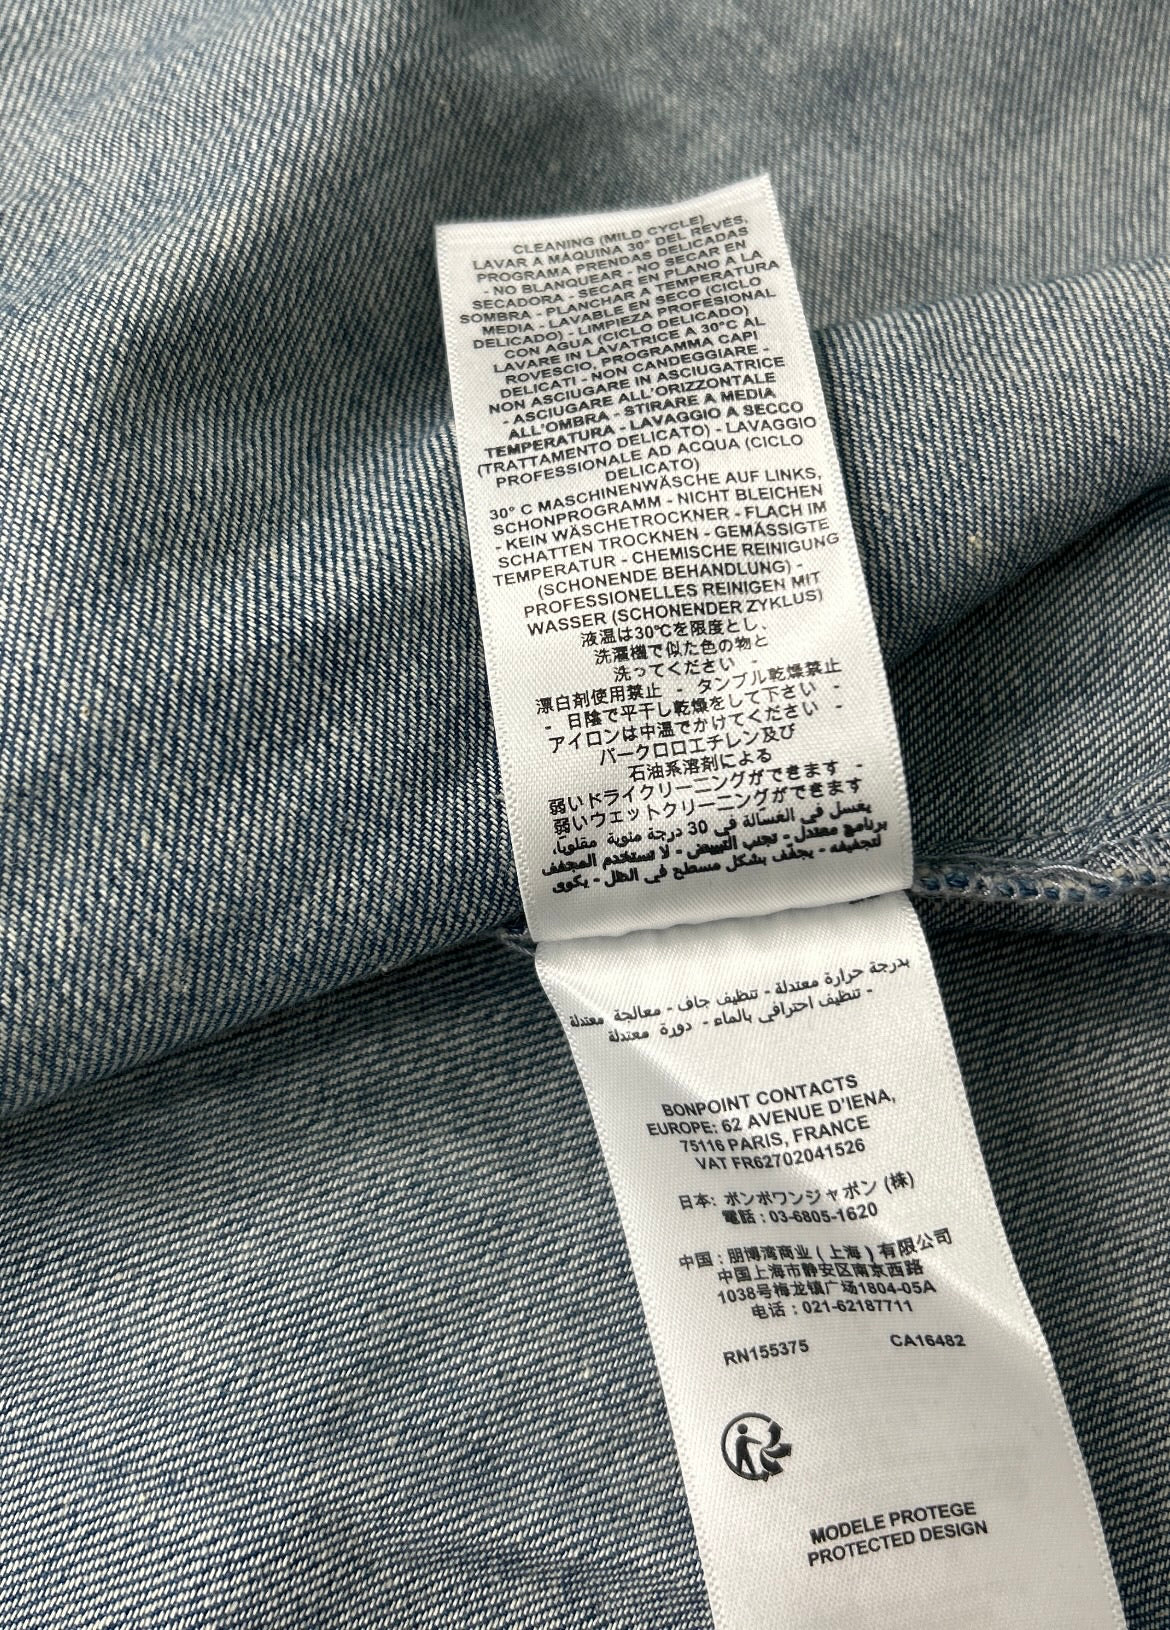 CLEANING (MILD CYCLE)
LAVAR A MÁQUINA 30° DEL REVÉS,
PROGRAMA PRENDAS DELICADAS
- NO BLANQUEAR - NO SECAR EN
SECADORA - SECAR EN PLANO A LA
SOMBRA - PLANCHAR A TEMPERATURA
MEDIA - LAVABLE EN SECO (CICLO
DELICADO) - LIMPIEZA PROFESIONAL
CON AGUA (CICLO DELICADO)
LAVARE IN LAVATRICE A 30°C AL
ROVESCIO, PROGRAMMA CAPI
DELICATI - NON CANDEGGIARE -
NON ASCIUGARE IN ASCIUGATRICE
- ASCIUGARE ALL'ORIZZONTALE
ALL'OMBRA - STIRARE A MEDIA
TEMPERATURA - LAVAGGIO A SECCO
(TRATTAMENTO DELICATO) - LAVAGGIO
PROFESSIONALE AD ACQUA (CICLO
DELICATO)
30° C MASCHINENWÄSCHE AUF LINKS,
SCHONPROGRAMM - NICHT BLEICHEN
- KEIN WÄSCHETROCKNER - FLACH IM
SCHATTEN TROCKNEN - GEMÄSSIGTE
TEMPERATUR - CHEMISCHE REINIGUNG
(SCHONENDE BEHANDLUNG) -
PROFESSIONELLES REINIGEN MIT
WASSER (SCHONENDER ZYKLUS)
液温は30℃を限度とし、
洗濯機で似た色の物と
洗ってください -
漂白剤使用禁止 - タンブル乾燥禁止
- 日陰で平干し乾燥をして下さい -
アイロンは中温でかけてください -
パークロロエチレン及び
石油系溶剤による
弱いドライクリーニングができます -
弱いウエットクリーニングができます
يغسل في الغسالة في 30 درجة مئوية مقلوبا،
برنامج معتدل - تجنب التبييض - لا تستخدم المجفف
لتجفيفه - يجفف بشكل مسطح في الظل - يكوى
بدرجة حرارة معتدلة - تنظيف جاف - معالجة معتدلة
- تنظيف احترافي بالماء - دورة معتدلة
BONPOINT CONTACTS
EUROPE: 62 AVENUE D'IENA,
75116 PARIS, FRANCE
VAT FR62702041526
日本: ボンポワンジャポン (株)
電話 : 03-6805-1620
中国 : 朋博湾商业 ( 上海 ) 有限公司
中国上海市静安区南京西路
1038号梅龙镇广场1804-05A
电话 : 021-62187711
RN155375 CA16482
MODELE PROTEGE
PROTECTED DESIGN